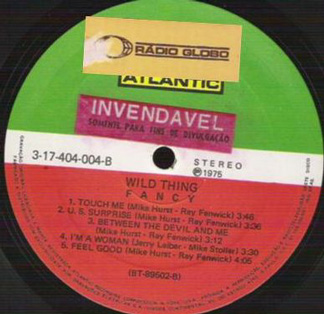 RÁDIO GLOBO
ATLANTIC
INVENDAVEL
SOMENTE PARA FINS DE DIVULGAÇÃO
3-17-404-004-B
STEREO
℗1975
WILD THING
FANCY
1. TOUCH ME (Mike Hurst - Ray Fenwick) 3:46
2. U. S. SURPRISE (Mike Hurst - Ray Fenwick) 3:36
3. BETWEEN THE DEVIL AND ME
(Mike Hurst - Ray Fenwick) 3:12
4. I'M A WOMAN (Jerry Leiber - Mike Stoller) 3:30
5. FEEL GOOD (Mike Hurst - Ray Fenwick) 4:05
(BT-89502-B)